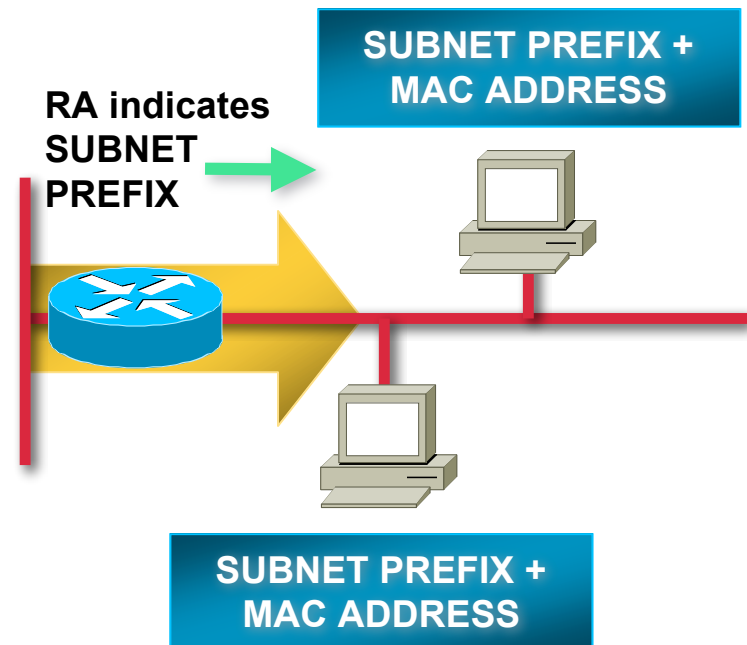 SUBNET PREFIX +
MAC ADDRESS
RA indicates
SUBNET
PREFIX
SUBNET PREFIX +
MAC ADDRESS